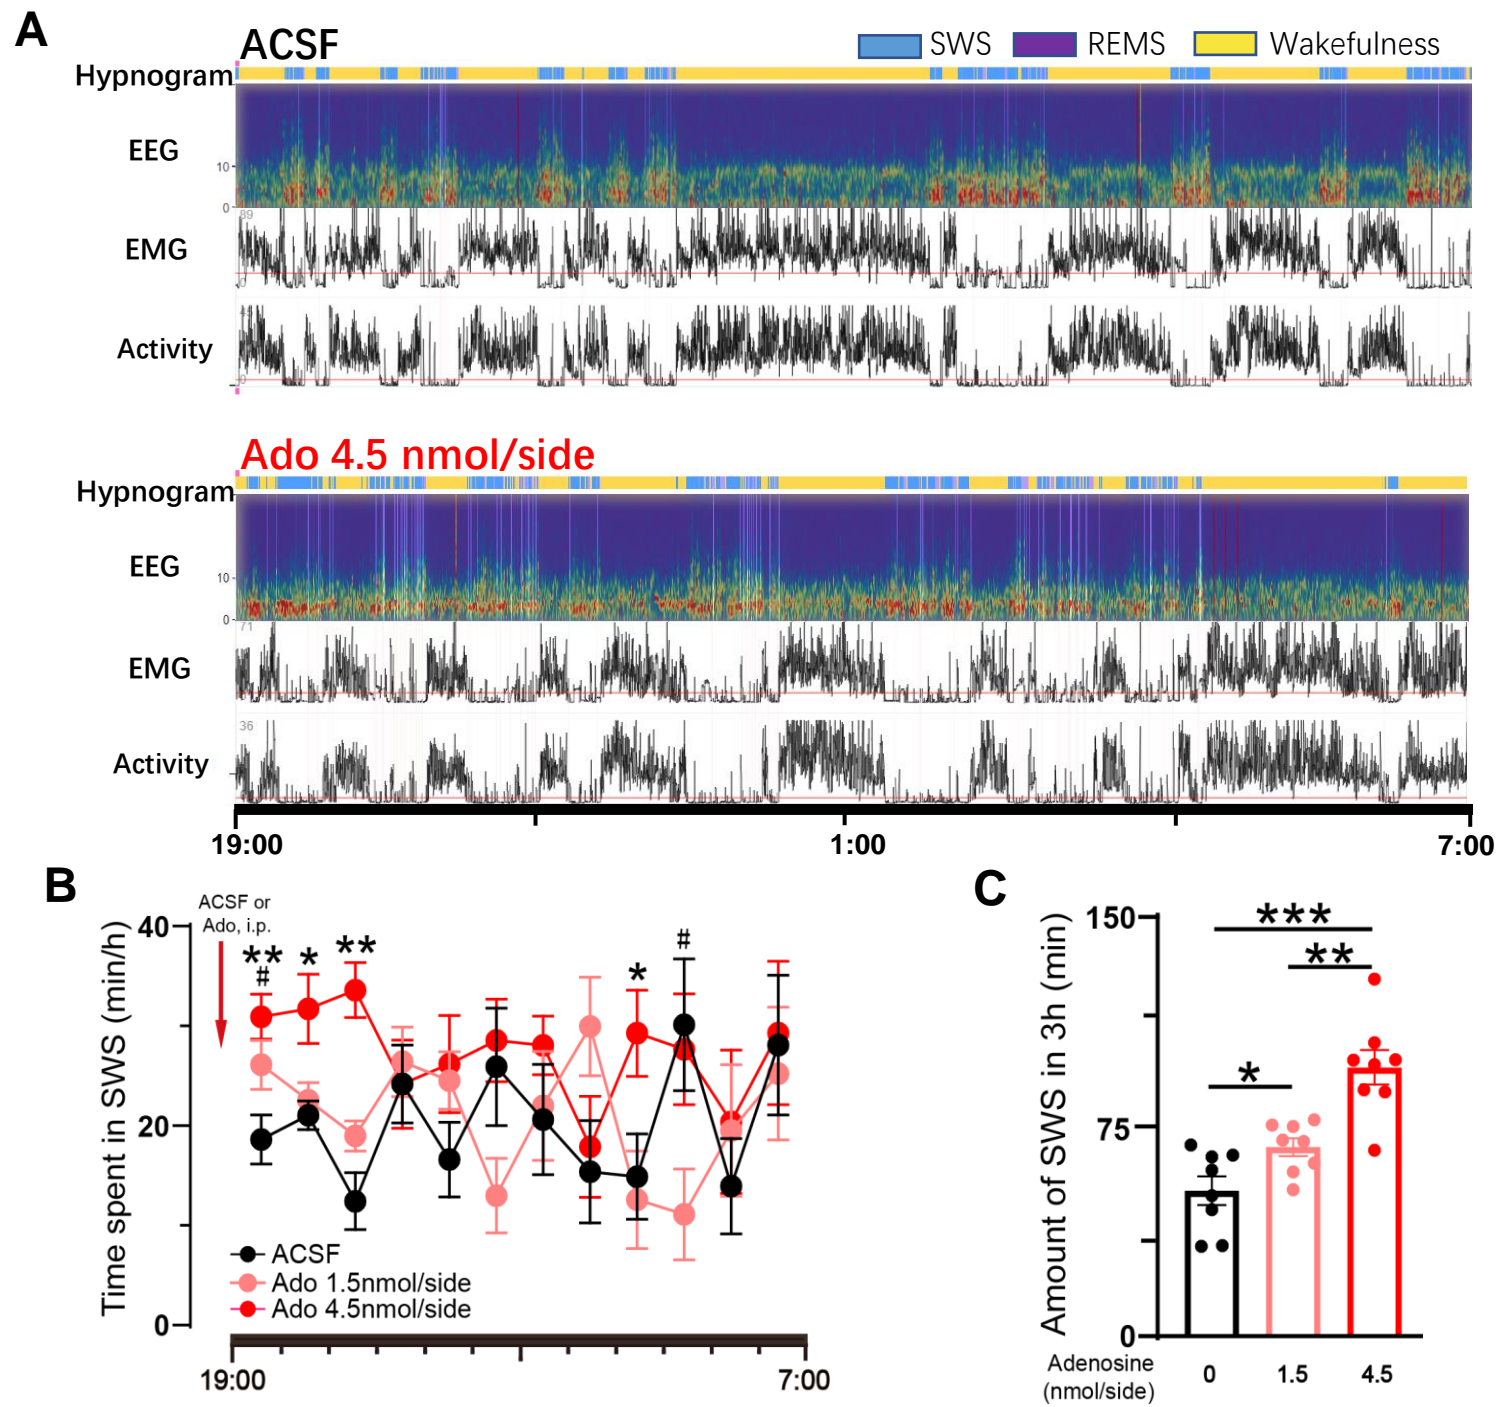 A
ACSF
SWS
REMS
Wakefulness
Hypnogram
EEG
10
0
89
EMG
Activity
Ado 4.5 nmol/side
Hypnogram
EEG
10
0
71
EMG
36
Activity
19:00
1:00
7:00
B
ACSF or
Ado, i.p.
Time spent in SWS (min/h)
40
20
0
**
#
*
**
*
#
ACSF
Ado 1.5nmol/side
Ado 4.5nmol/side
19:00
7:00
C
Amount of SWS in 3h (min)
150
75
0
***
**
*
Adenosine
(nmol/side)
0
1.5
4.5